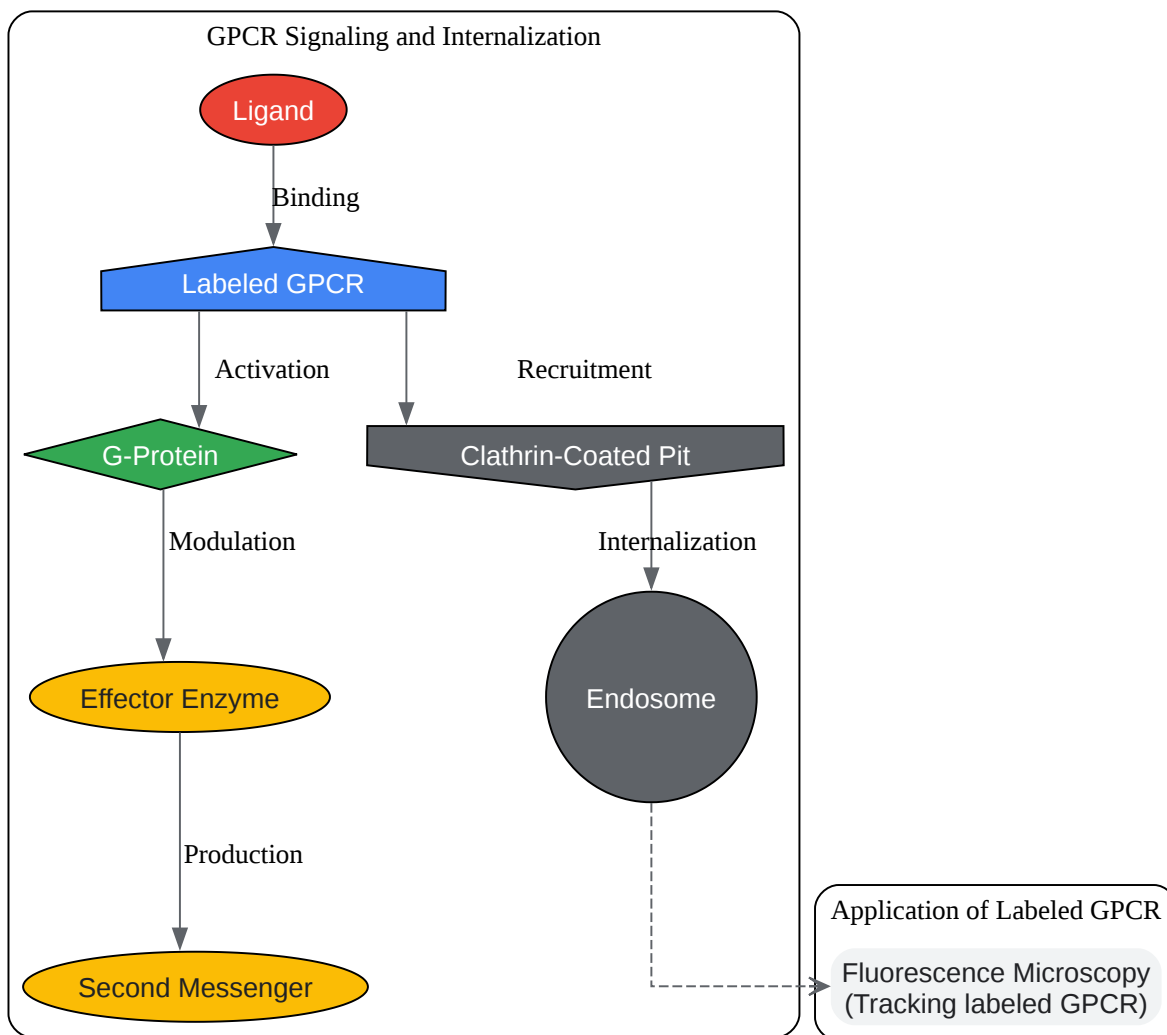 GPCR Signaling and Internalization
Ligand
Binding
Labeled GPCR
Activation
Recruitment
G-Protein
Clathrin-Coated Pit
Modulation
Internalization
Effector Enzyme
Endosome
Production
Application of Labeled GPCR
Second Messenger
Fluorescence Microscopy
(Tracking labeled GPCR)